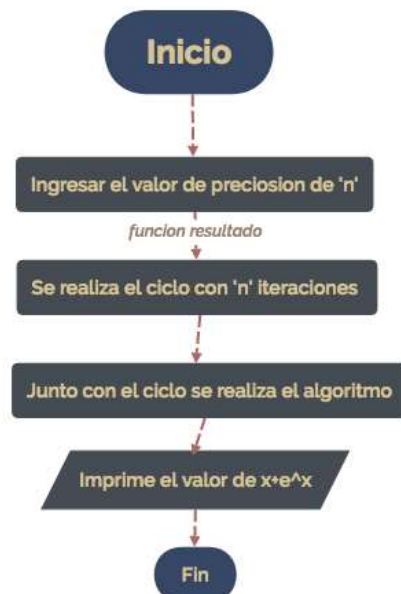 Inicio
Ingresar el valor de preciosion de 'n'
funcion resultado
Se realiza el ciclo con 'n' iteraciones
Junto con el ciclo se realiza el algoritmo
Imprime el valor de x+e^x
Fin